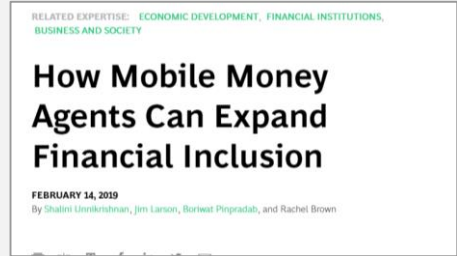 RELATED EXPERTISE: ECONOMIC DEVELOPMENT, FINANCIAL INSTITUTIONS,
BUSINESS AND SOCIETY
How Mobile Money
Agents Can Expand
Financial Inclusion
FEBRUARY 14, 2019
By Shalini Unnikrishnan, Jim Larson, Boriwat Pinpradab, and Rachel Brown